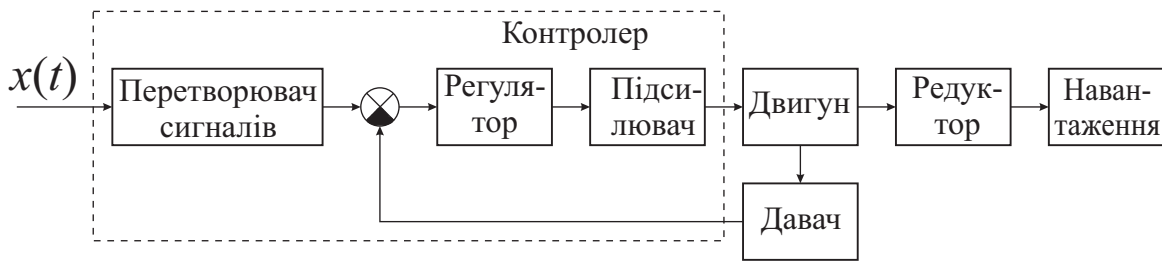 Контролер
x(t)
Перетворювач
сигналів
Регуля-
тор
Підси-
лювач
Двигун
Редук-
тор
Наван-
таження
Давач